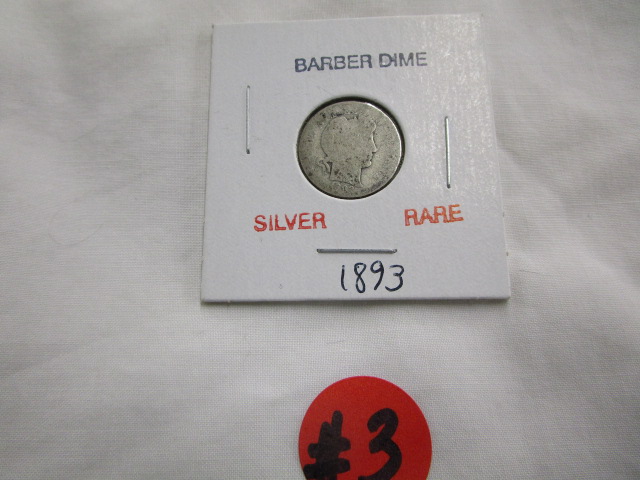 BARBER DIME
SILVER RARE
1893
#3